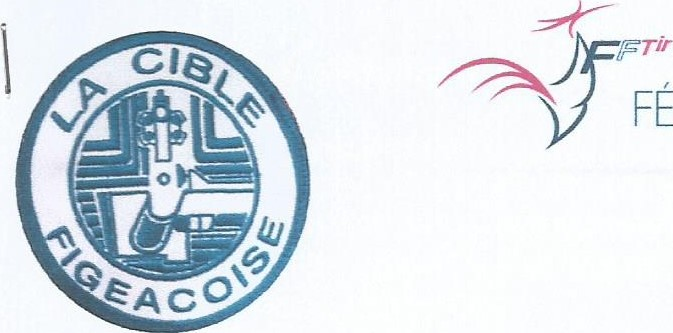 LA CIBLE
FIGEACOISE
FFTir
FÉ